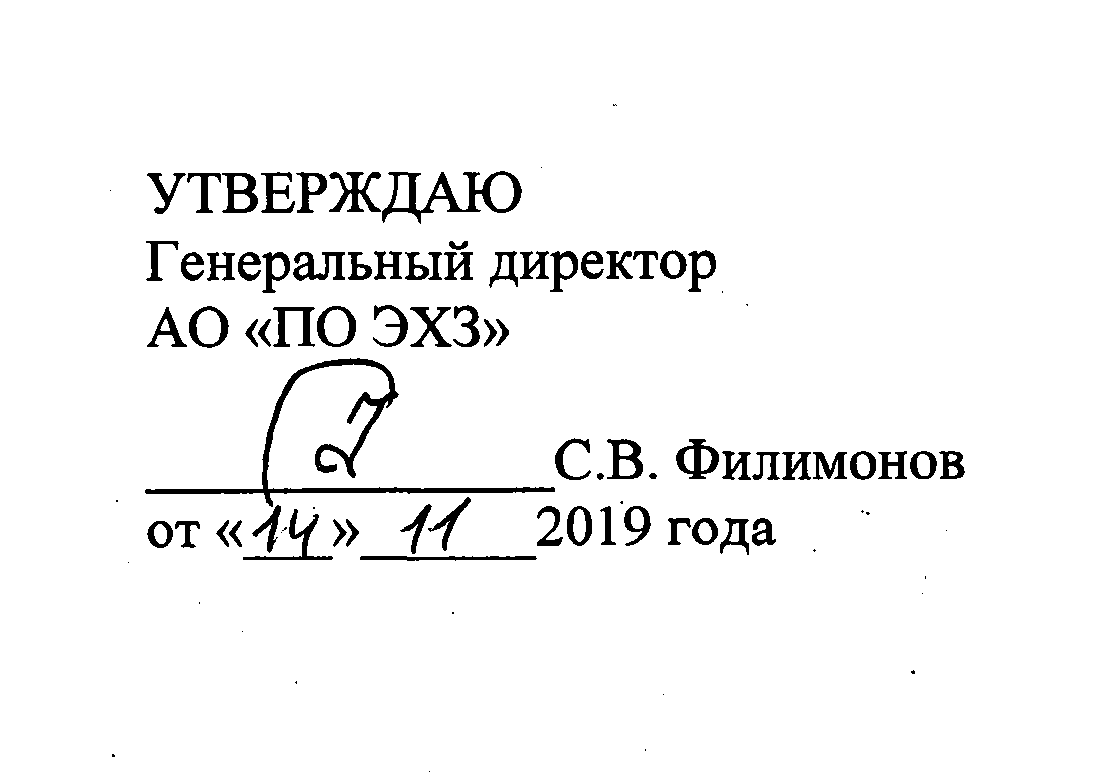 УТВЕРЖДАЮ
Генеральный директор
АО «ПО ЭХЗ»
С.В. Филимонов
от «14» 11 2019 года